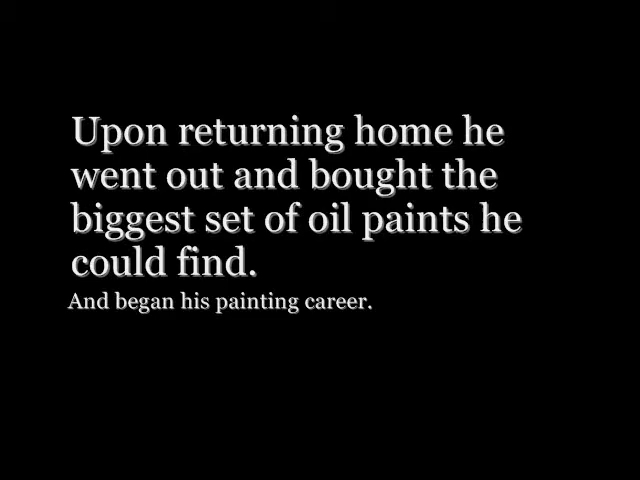 Upon returning home he
went out and bought the
biggest set of oil paints he
could find.
And began his painting career.